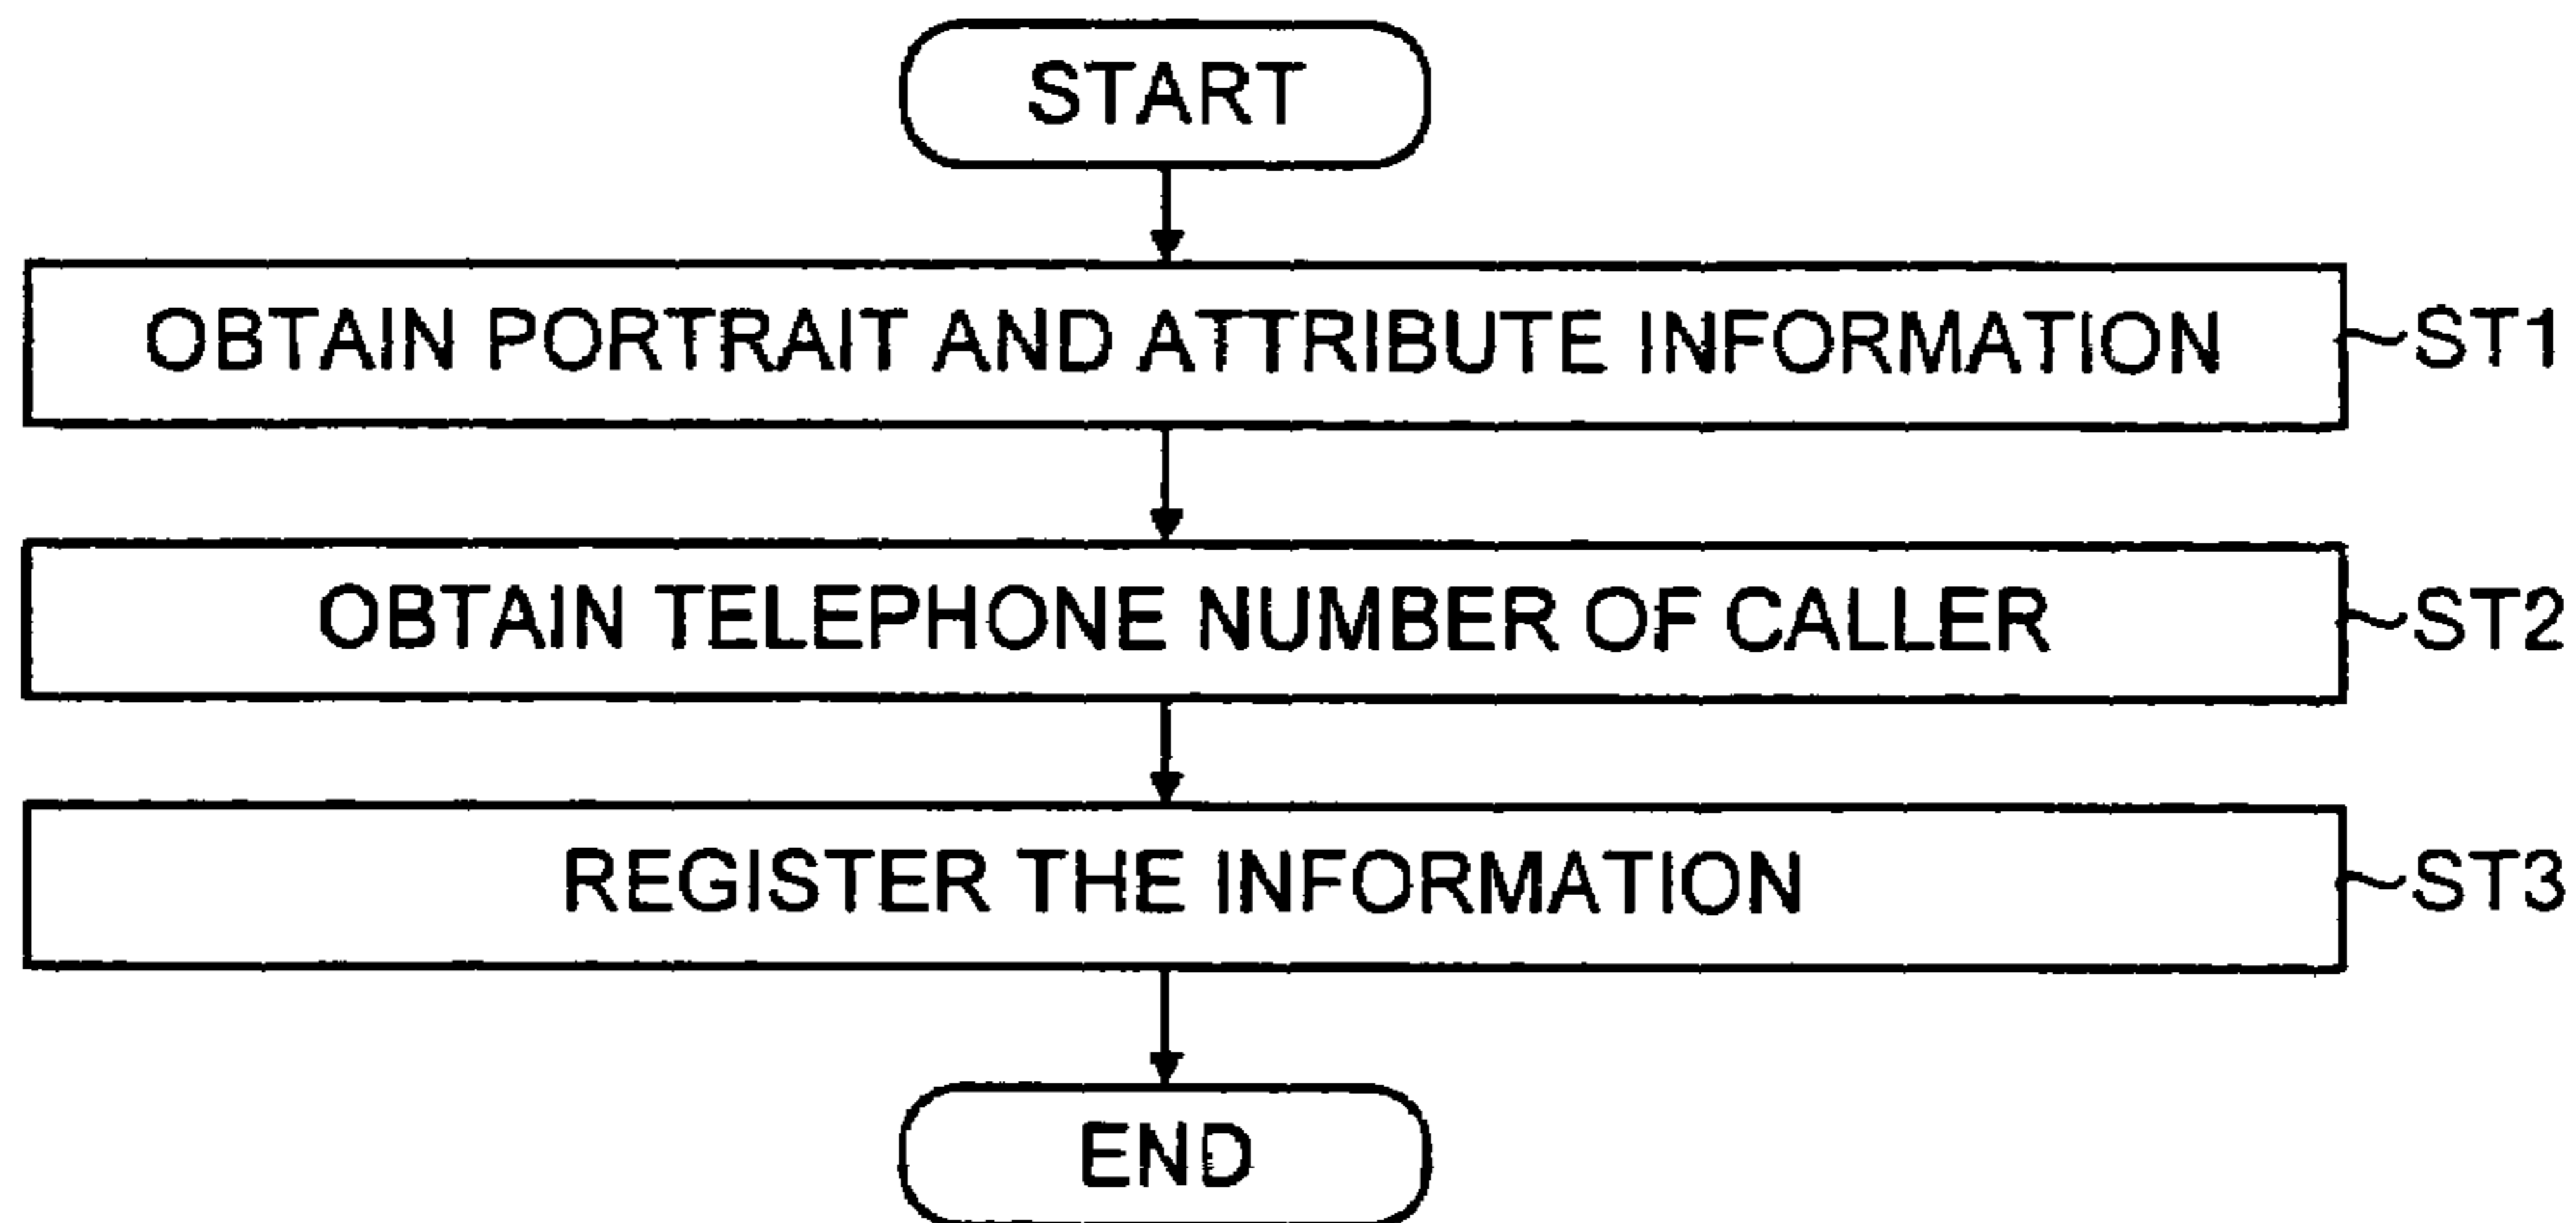 START
OBTAIN PORTRAIT AND ATTRIBUTE INFORMATION ST1
OBTAIN TELEPHONE NUMBER OF CALLER ST2
REGISTER THE INFORMATION ST3
END